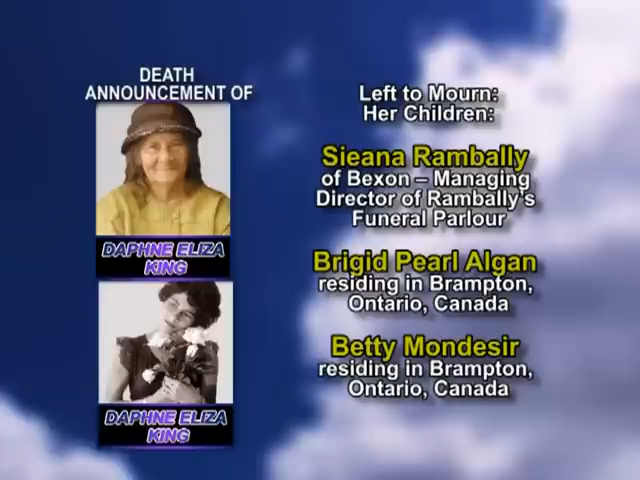 DEATH
ANNOUNCEMENT OF
DAPHNE ELIZA
KING
DAPHNE ELIZA
KING
Left to Mourn:
Her Children:
Sieana Rambally
of Bexon – Managing
Director of Rambally's
Funeral Parlour
Brigid Pearl Algan
residing in Brampton,
Ontario, Canada
Betty Mondesir
residing in Brampton,
Ontario, Canada